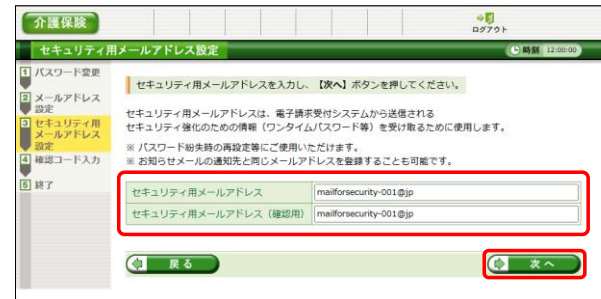 介護保険
ログアウト
セキュリティ用メールアドレス設定
時刻 12:00:00
1 パスワード変更
2 メールアドレス
設定
3 セキュリティ用
メールアドレス
設定
4 確認コード入力
5 終了
セキュリティ用メールアドレスを入力し、【次へ】ボタンを押してください。
セキュリティ用メールアドレスは、電子請求受付システムから送信される
セキュリティ強化のための情報（ワンタイムパスワード等）を受け取るために使用します。
※ パスワード紛失時の再設定等にご使用いただけます。
※ お知らせメールの通知先と同じメールアドレスを登録することも可能です。
セキュリティ用メールアドレス mailforsecurity-001@jp
セキュリティ用メールアドレス（確認用） mailforsecurity-001@jp
戻る
次へ